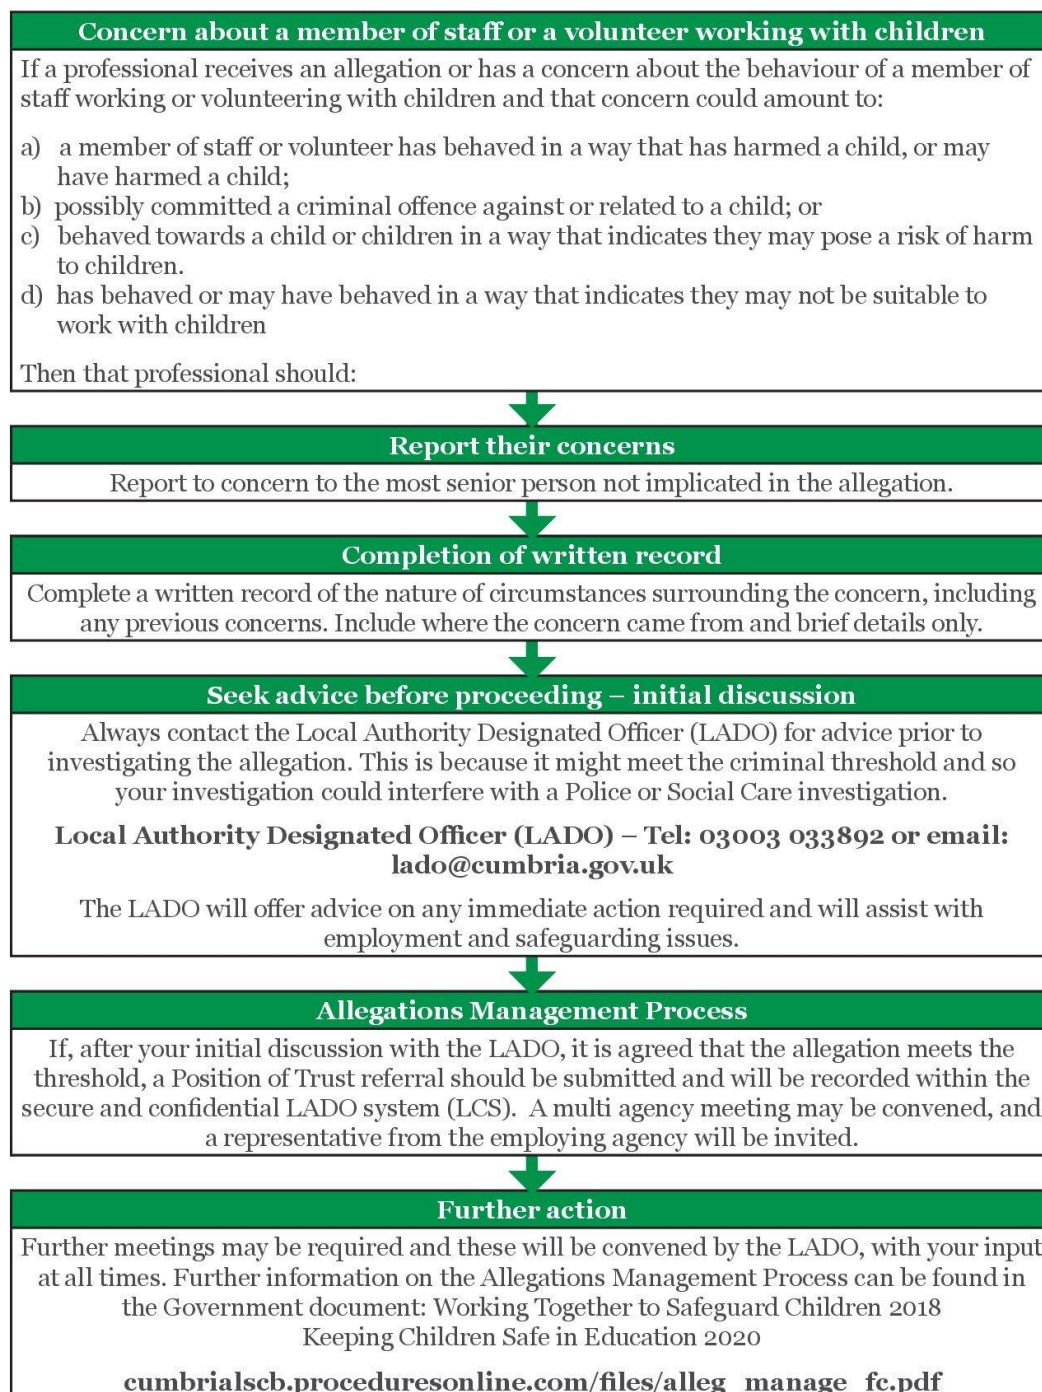 Concern about a member of staff or a volunteer working with children
If a professional receives an allegation or has a concern about the behaviour of a member of
staff working or volunteering with children and that concern could amount to:
a) a member of staff or volunteer has behaved in a way that has harmed a child, or may
have harmed a child;
b) possibly committed a criminal offence against or related to a child; or
c) behaved towards a child or children in a way that indicates they may pose a risk of harm
to children.
d) has behaved or may have behaved in a way that indicates they may not be suitable to
work with children
Then that professional should:
Report their concerns
Report to concern to the most senior person not implicated in the allegation.
Completion of written record
Complete a written record of the nature of circumstances surrounding the concern, including
any previous concerns. Include where the concern came from and brief details only.
Seek advice before proceeding – initial discussion
Always contact the Local Authority Designated Officer (LADO) for advice prior to
investigating the allegation. This is because it might meet the criminal threshold and so
your investigation could interfere with a Police or Social Care investigation.
Local Authority Designated Officer (LADO) – Tel: 03003 033892 or email:
lado@cumbria.gov.uk
The LADO will offer advice on any immediate action required and will assist with
employment and safeguarding issues.
Allegations Management Process
If, after your initial discussion with the LADO, it is agreed that the allegation meets the
threshold, a Position of Trust referral should be submitted and will be recorded within the
secure and confidential LADO system (LCS). A multi agency meeting may be convened, and
a representative from the employing agency will be invited.
Further action
Further meetings may be required and these will be convened by the LADO, with your input
at all times. Further information on the Allegations Management Process can be found in
the Government document: Working Together to Safeguard Children 2018
Keeping Children Safe in Education 2020
cumbrialscb.proceduresonline.com/files/alleg_manage_fc.pdf